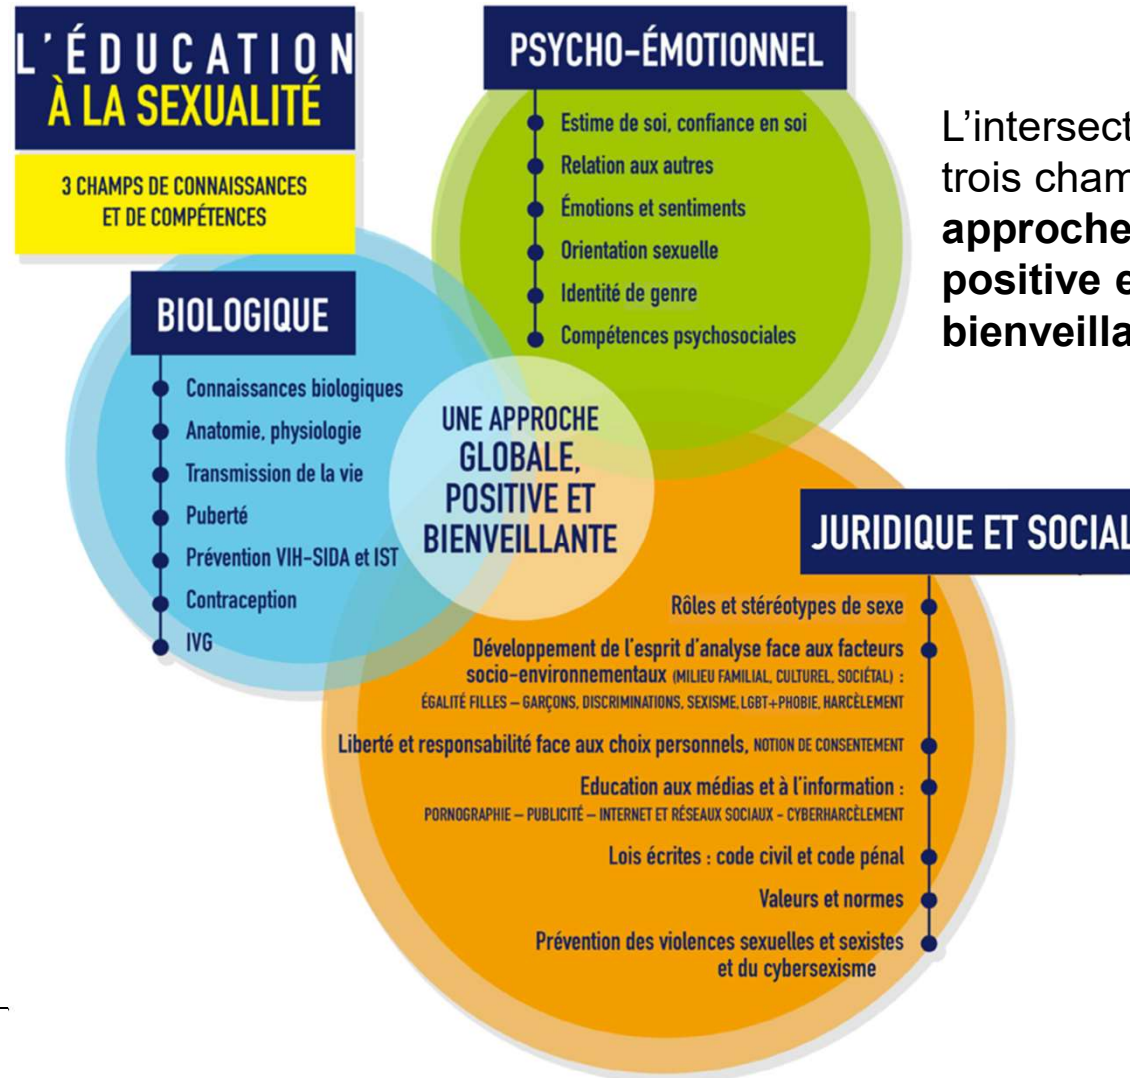 L'ÉDUCATION
À LA SEXUALITÉ
3 CHAMPS DE CONNAISSANCES
ET DE COMPÉTENCES
PSYCHO-ÉMOTIONNEL
Estime de soi, confiance en soi
Relation aux autres
Émotions et sentiments
Orientation sexuelle
Identité de genre
Compétences psychosociales
trois
approche
positive
BIOLOGIQUE
Connaissances biologiques
Anatomie, physiologie
Transmission de la vie
Puberté
Prévention VIH-SIDA et IST
Contraception
IVG
UNE APPROCHE
GLOBALE,
POSITIVE ET
BIENVEILLANTE
JURIDIQUE ET SOCIAL
Rôles et stéréotypes de sexe
Développement de l'esprit d'analyse face aux facteurs
socio-environnementaux (MILIEU FAMILIAL, CULTUREL, SOCIÉTAL) :
ÉGALITÉ FILLES – GARÇONS, DISCRIMINATIONS, SEXISME, LGBT+PHOBIE, HARCÈLEMENT
Liberté et responsabilité face aux choix personnels, NOTION DE CONSENTEMENT
Education aux médias et à l'information :
PORNOGRAPHIE – PUBLICITÉ – INTERNET ET RÉSEAUX SOCIAUX - CYBERHARCÈLEMENT
Lois écrites : code civil et code pénal
Valeurs et normes
Prévention des violences sexuelles et sexistes
et du cybersexisme